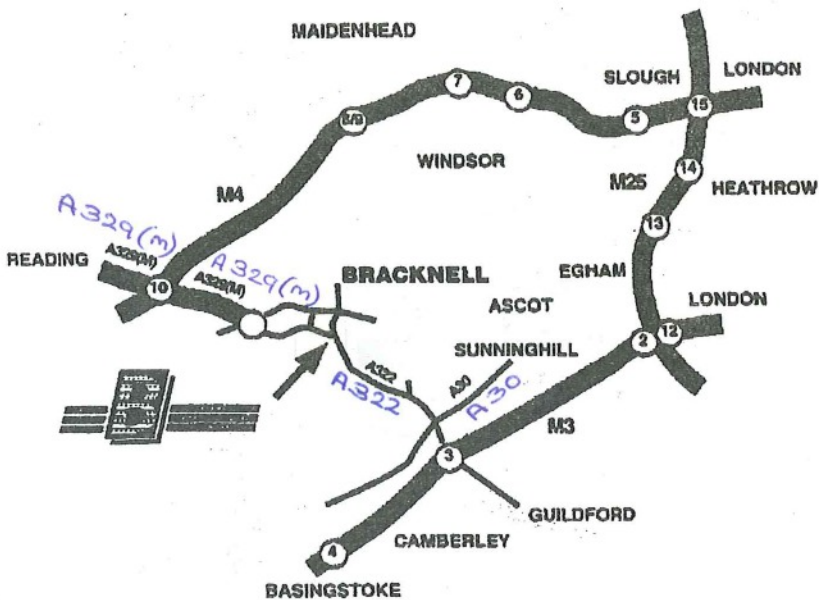 MAIDENHEAD
SLOUGH
LONDON
7
6
5
15
8/9
WINDSOR
14
M25
HEATHROW
M4
13
A329(m)
READING
A329(M)
10
A329(M)
A329(m)
BRACKNELL
EGHAM
ASCOT
LONDON
2
12
SUNNINGHILL
A322
A322
A30
A30
M3
3
GUILDFORD
CAMBERLEY
4
BASINGSTOKE